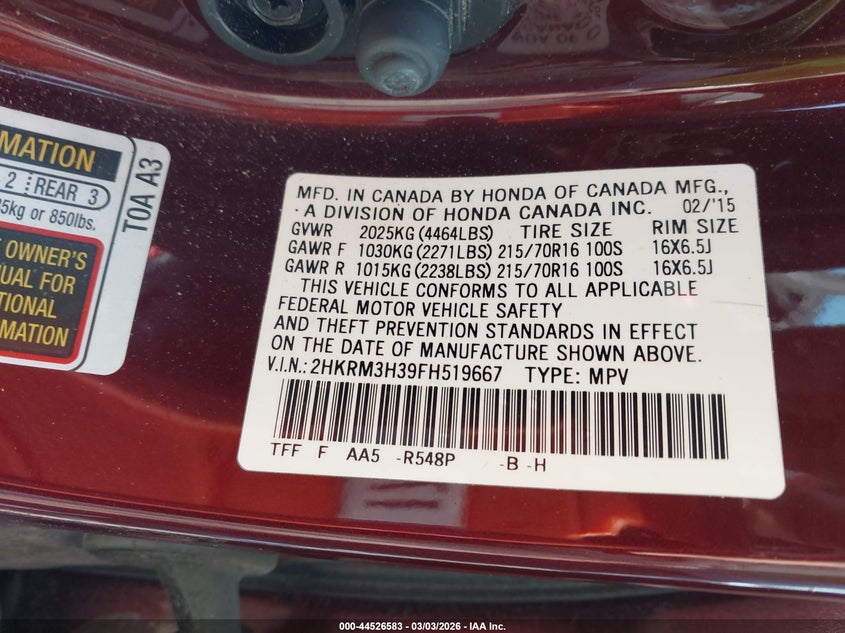 MATION
2 REAR 3
5kg or 850lbs.
OWNER'S
UAL FOR
TIONAL
RMATION
T0A A3
MFD. IN CANADA BY HONDA OF CANADA MFG.,
A DIVISION OF HONDA CANADA INC. 02/'15
GVWR 2025KG (4464LBS) TIRE SIZE RIM SIZE
GAWR F 1030KG (2271LBS) 215/70R16 100S 16X6.5J
GAWR R 1015KG (2238LBS) 215/70R16 100S 16X6.5J
THIS VEHICLE CONFORMS TO ALL APPLICABLE
FEDERAL MOTOR VEHICLE SAFETY
AND THEFT PREVENTION STANDARDS IN EFFECT
ON THE DATE OF MANUFACTURE SHOWN ABOVE.
V.I.N.: 2HKRM3H39FH519667 TYPE: MPV
TFF F AA5 -R548P -B -H
000-44526583 — 03/03/2026 — IAA Inc.